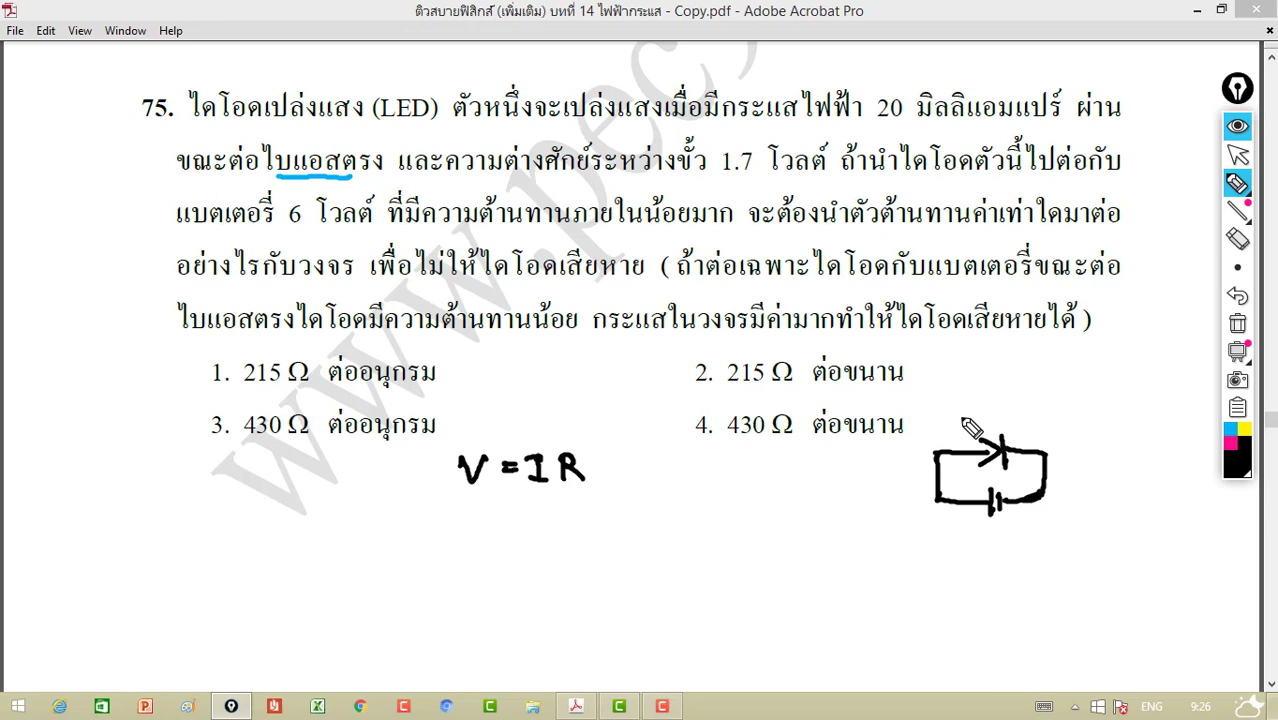 ติวสบายฟิสิกส์ (เพิ่มเติม) บทที่ 14 ไฟฟ้ากระแส - Copy.pdf - Adobe Acrobat Pro
File Edit View Window Help
75. ไดโอดเปล่งแสง (LED) ตัวหนึ่งจะเปล่งแสงเมื่อมีกระแสไฟฟ้า 20 มิลลิแอมแปร์ ผ่าน
ขณะต่อไบแอสตรง และความต่างศักย์ระหว่างขั้ว 1.7 โวลต์ ถ้านำไดโอดตัวนี้ไปต่อกับ
แบตเตอรี่ 6 โวลต์ ที่มีความต้านทานภายในน้อยมาก จะต้องนำตัวต้านทานค่าเท่าใดมาต่อ
อย่างไรกับวงจร เพื่อไม่ให้ไดโอดเสียหาย ( ถ้าต่อเฉพาะไดโอดกับแบตเตอรี่ขณะต่อ
ไบแอสตรงไดโอดมีความต้านทานน้อย กระแสในวงจรมีค่ามากทำให้ไดโอดเสียหายได้ )
1. 215 Ω ต่ออนุกรม 2. 215 Ω ต่อขนาน
3. 430 Ω ต่ออนุกรม 4. 430 Ω ต่อขนาน
V = I R
ENG 9:26